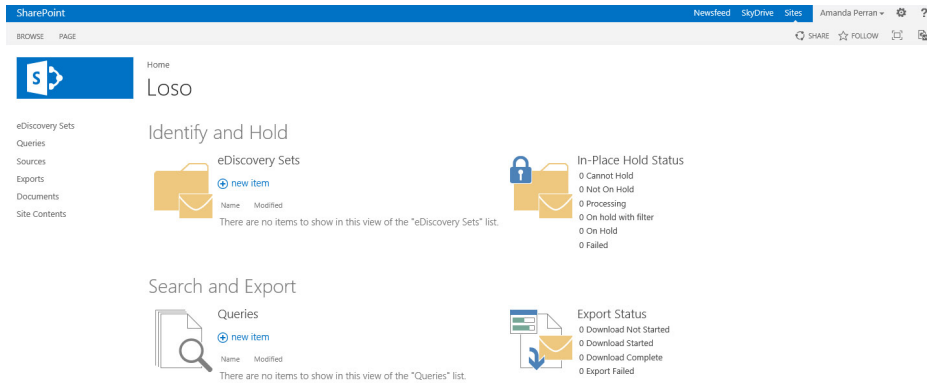 SharePoint
Newsfeed SkyDrive Sites Amanda Perran ?
BROWSE PAGE
SHARE FOLLOW
S
Home
Loso
eDiscovery Sets
Queries
Sources
Exports
Documents
Site Contents
Identify and Hold
eDiscovery Sets
new item
Name Modified
There are no items to show in this view of the "eDiscovery Sets" list.
In-Place Hold Status
0 Cannot Hold
0 Not On Hold
0 Processing
0 On hold with filter
0 On Hold
0 Failed
Search and Export
Queries
new item
Name Modified
There are no items to show in this view of the "Queries" list.
Export Status
0 Download Not Started
0 Download Started
0 Download Complete
0 Export Failed